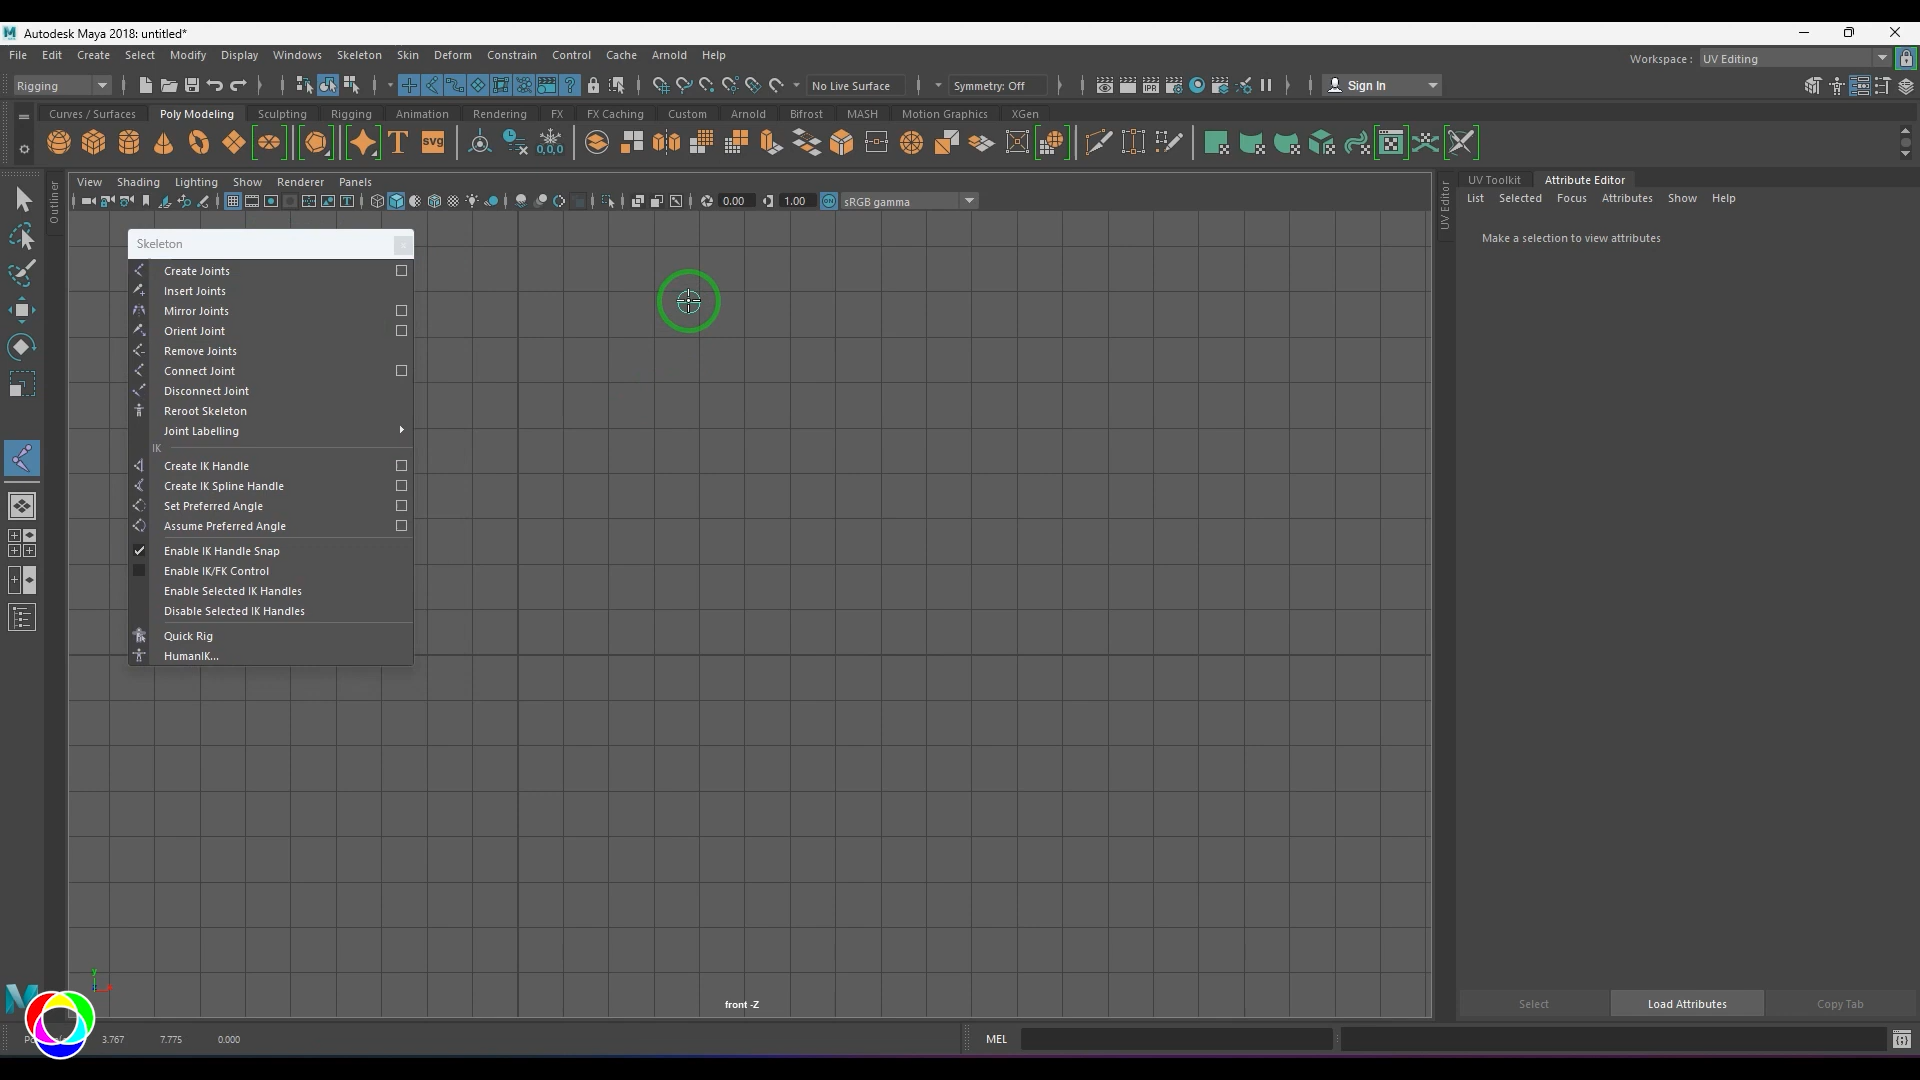 Autodesk Maya 2018: untitled*
File Edit Create Select Modify Display Windows Skeleton Skin Deform Constrain Control Cache Arnold Help
Workspace : UV Editing
Rigging No Live Surface Symmetry: Off Sign In
Curves / Surfaces Poly Modeling Sculpting Rigging Animation Rendering FX FX Caching Custom Arnold Bifrost MASH Motion Graphics XGen
T SVG 0,0,0
View Shading Lighting Show Renderer Panels
0.00 1.00 sRGB gamma
Outliner
UV Editor
UV Toolkit Attribute Editor
List Selected Focus Attributes Show Help
Make a selection to view attributes
Skeleton
Create Joints
Insert Joints
Mirror Joints
Orient Joint
Remove Joints
Connect Joint
Disconnect Joint
Reroot Skeleton
Joint Labelling
IK
Create IK Handle
Create IK Spline Handle
Set Preferred Angle
Assume Preferred Angle
Enable IK Handle Snap
Enable IK/FK Control
Enable Selected IK Handles
Disable Selected IK Handles
Quick Rig
HumanIK...
y
front -Z
Select Load Attributes Copy Tab
3.767 7.775 0.000
MEL